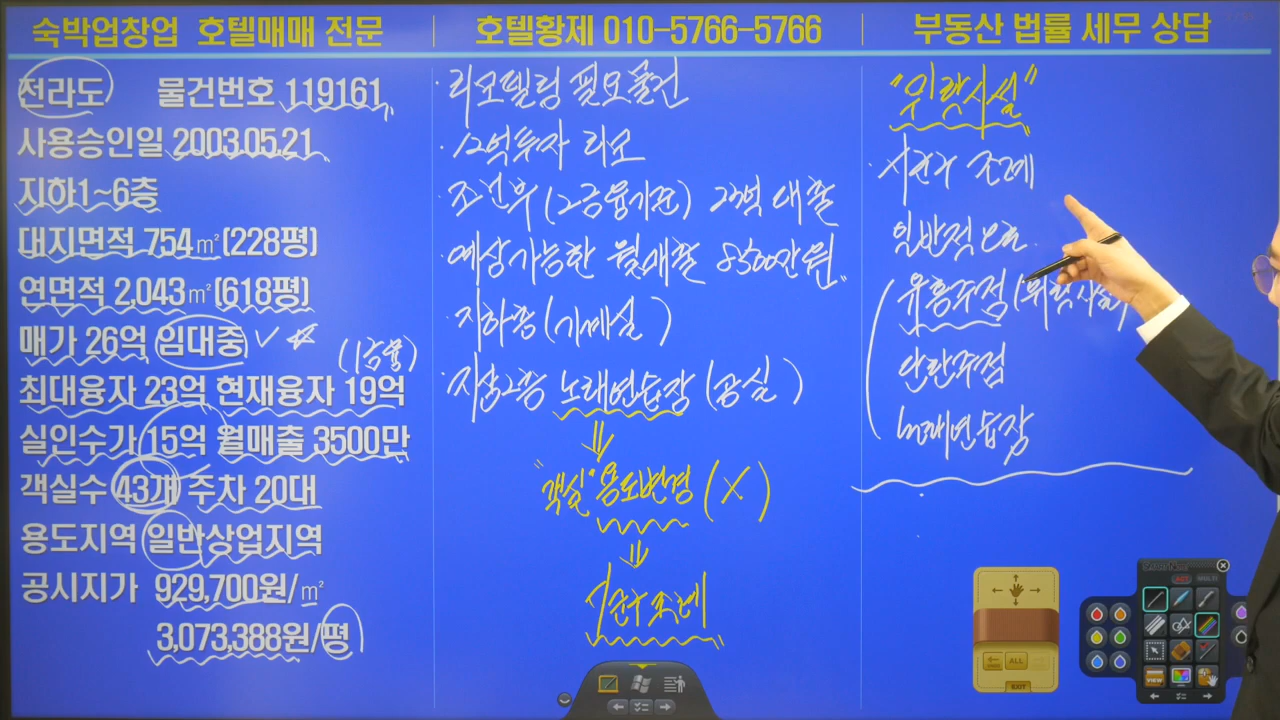 숙박업창업 호텔매매 전문
호텔황제 010-5766-5766
부동산 법률 세무 상담
전라도 물건번호 119161
사용승인일 2003.05.21
지하1~6층
대지면적 754㎡(228평)
연면적 2,043㎡(618평)
매가 26억 임대중
(1금융)
최대융자 23억 현재융자 19억
실인수가 15억 월매출 3500만
객실수 43개 주차 20대
용도지역 일반상업지역
공시지가 929,700원/㎡
3,073,388원/평
· 리모델링 필요물건
· 12억투자 리모
· 조건부(2금융기준) 23억 대출
· 예상가능한 월매출 8500만원
· 지하층(기계실)
· 지상2층 노래연습장 (공실)
"객실" 용도변경 (X)
시군구 조례
"위락시설"
· 시군구 조례
일반적으로
유흥주점 (위락시설)
단란주점
노래연습장
VIEW
ALL
EXIT